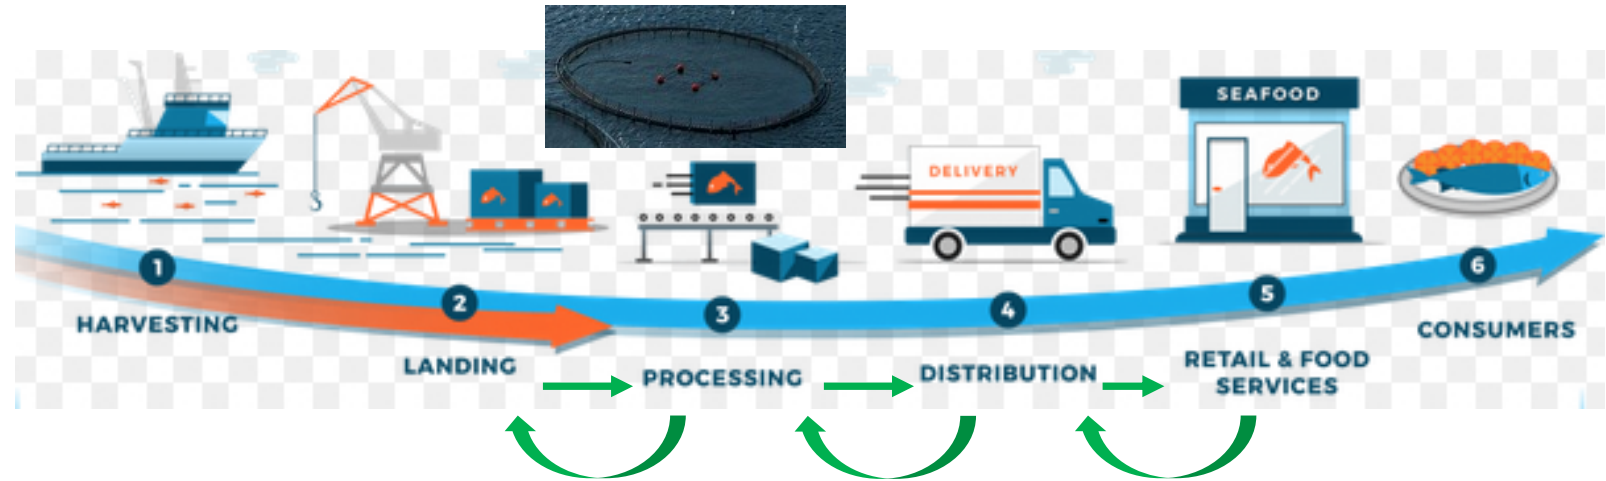 SEAFOOD
DELIVERY
1
HARVESTING
2
LANDING
3
PROCESSING
4
DISTRIBUTION
5
RETAIL & FOOD
SERVICES
6
CONSUMERS